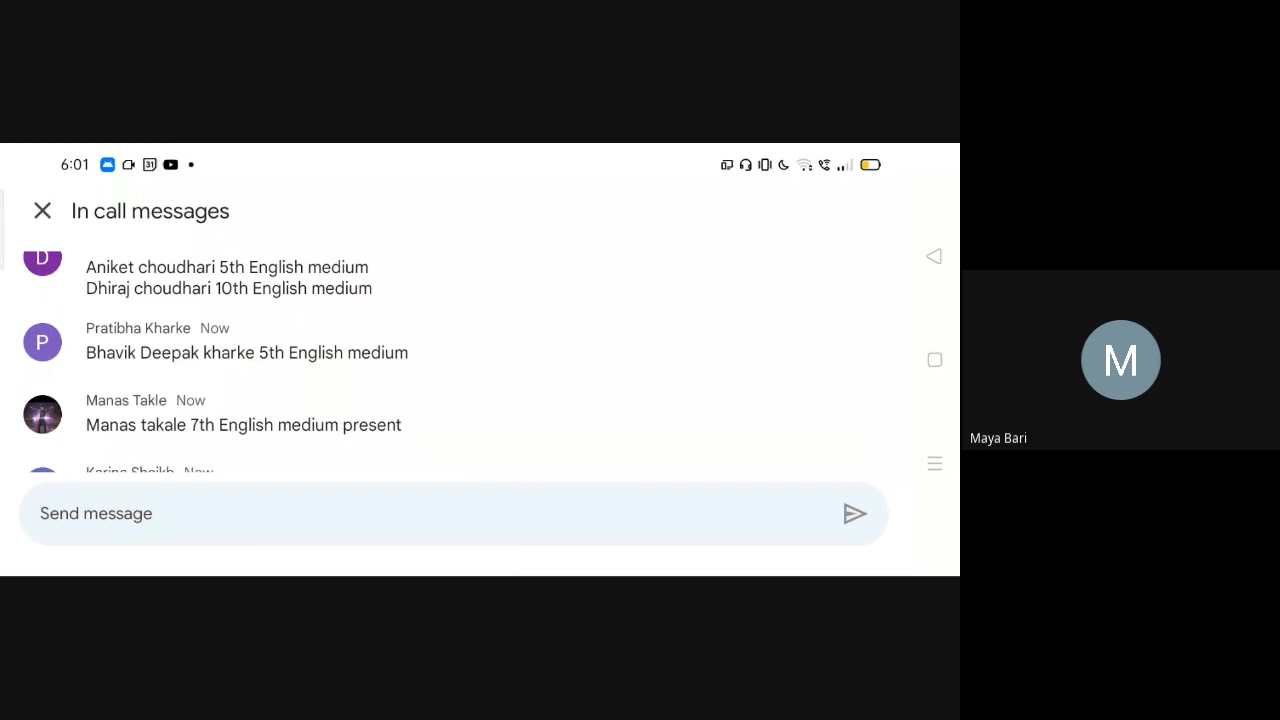 6:01
31
In call messages
D
Aniket choudhari 5th English medium
Dhiraj choudhari 10th English medium
P
Pratibha Kharke Now
Bhavik Deepak kharke 5th English medium
Manas Takle Now
Manas takale 7th English medium present
Send message
M
Maya Bari